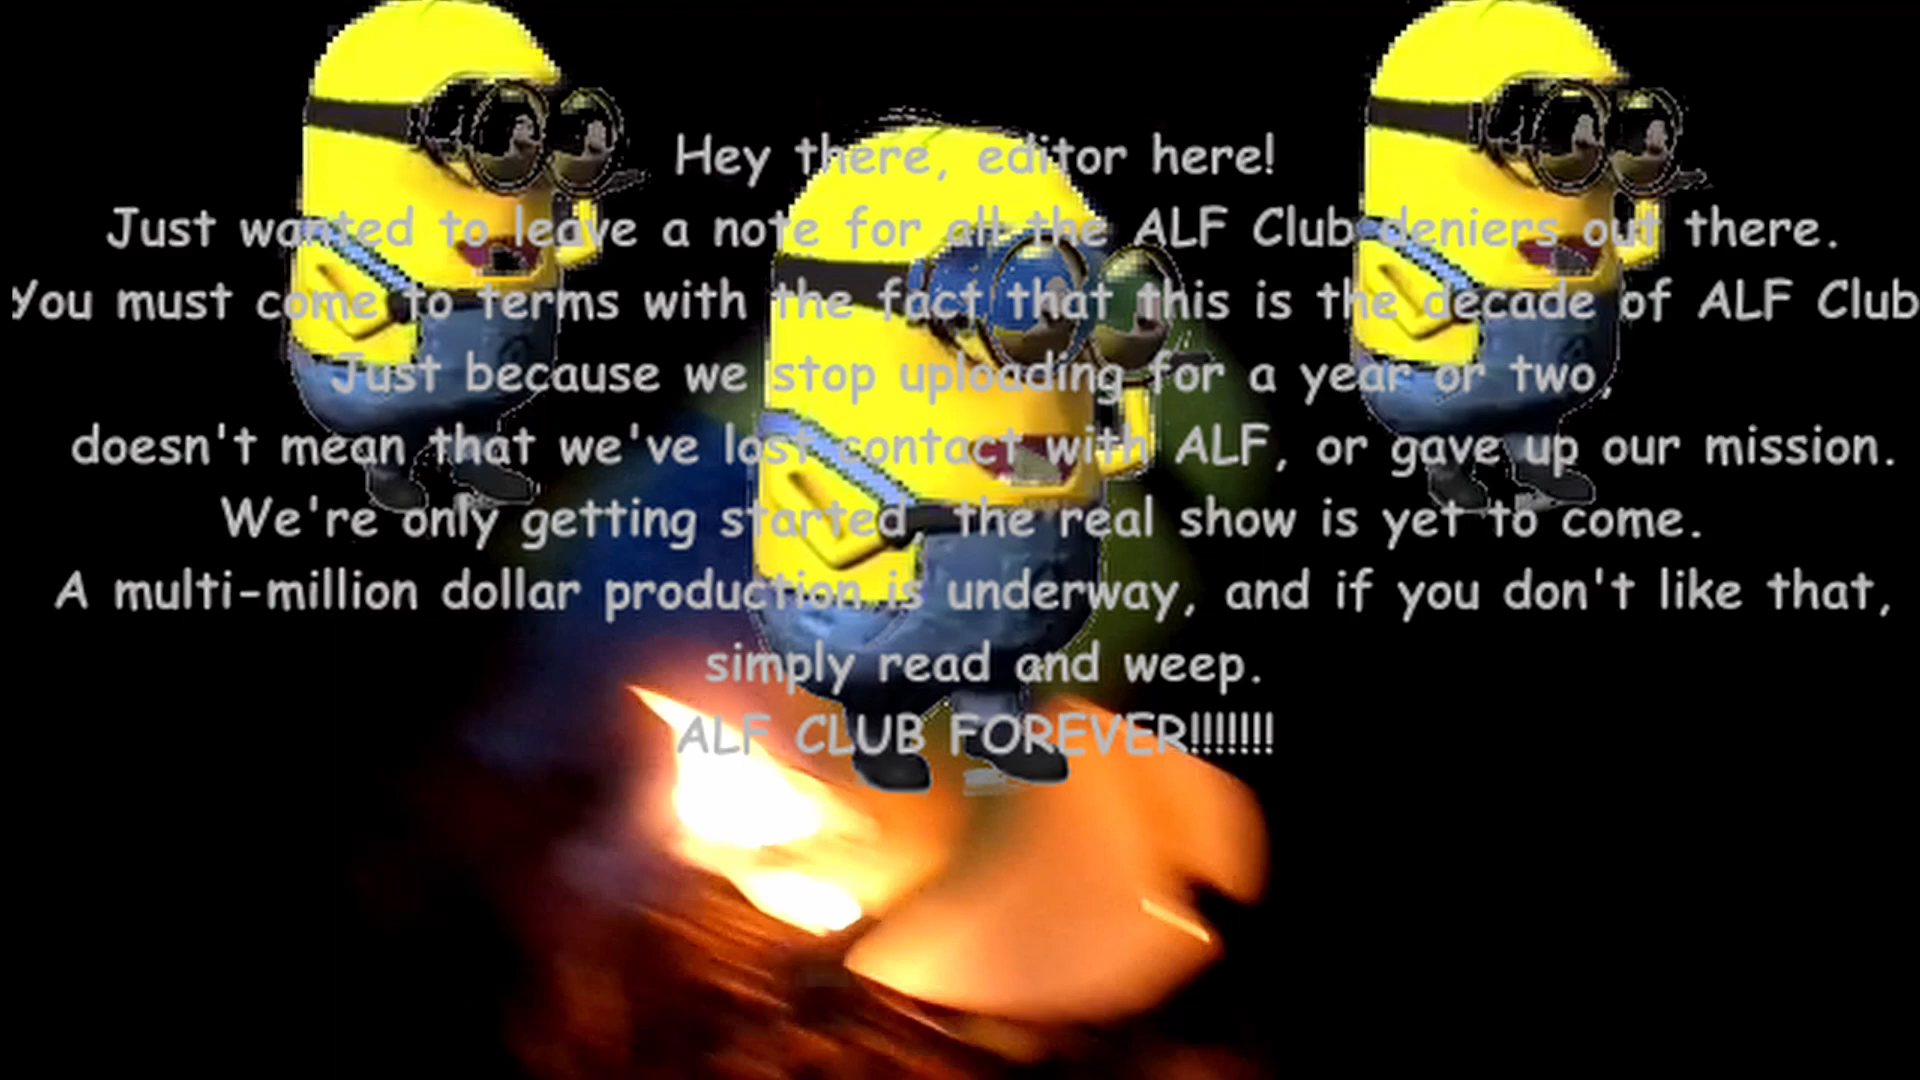 Hey there, editor here!
Just wanted to leave a note for all the ALF Club deniers out there.
You must come to terms with the fact that this is the decade of ALF Club
Just because we stop uploading for a year or two,
doesn't mean that we've lost contact with ALF, or gave up our mission.
We're only getting started, the real show is yet to come.
A multi-million dollar production is underway, and if you don't like that,
simply read and weep.
ALF CLUB FOREVER!!!!!!!